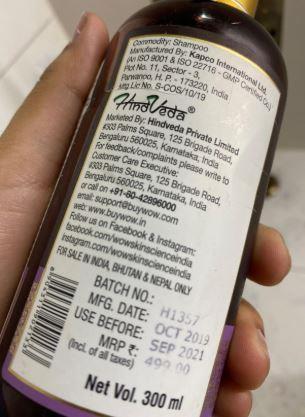 Commodity: Shampoo
Manufactured By: Kapco International Ltd.
(An ISO 9001 & ISO 22716 - GMP Certified Co.)
Plot No. 11, Sector - 3,
Parwanoo, H. P. - 173220, India
Mfg Lic No. S-COS/10/19
HindVeda®
Marketed By: Hindveda Private Limited
#303 Palms Square, 125 Brigade Road,
Bengaluru 560025, Karnataka, India
For feedback/complaints please write to
Customer Care Executive:
#303 Palms Square, 125 Brigade Road,
Bengaluru 560025, Karnataka, India
or call on +91-80-42896000
email: support@buywow.com
web: www.buywow.in
Follow us on Facebook & Instagram:
facebook.com/wowskinscienceindia
instagram.com/wowskinscienceindia
FOR SALE IN INDIA, BHUTAN & NEPAL ONLY
BATCH NO.: H1357
MFG. DATE: OCT 2019
USE BEFORE: SEP 2021
MRP ₹: 499.00
(Incl. of all taxes)
Net Vol. 300 ml